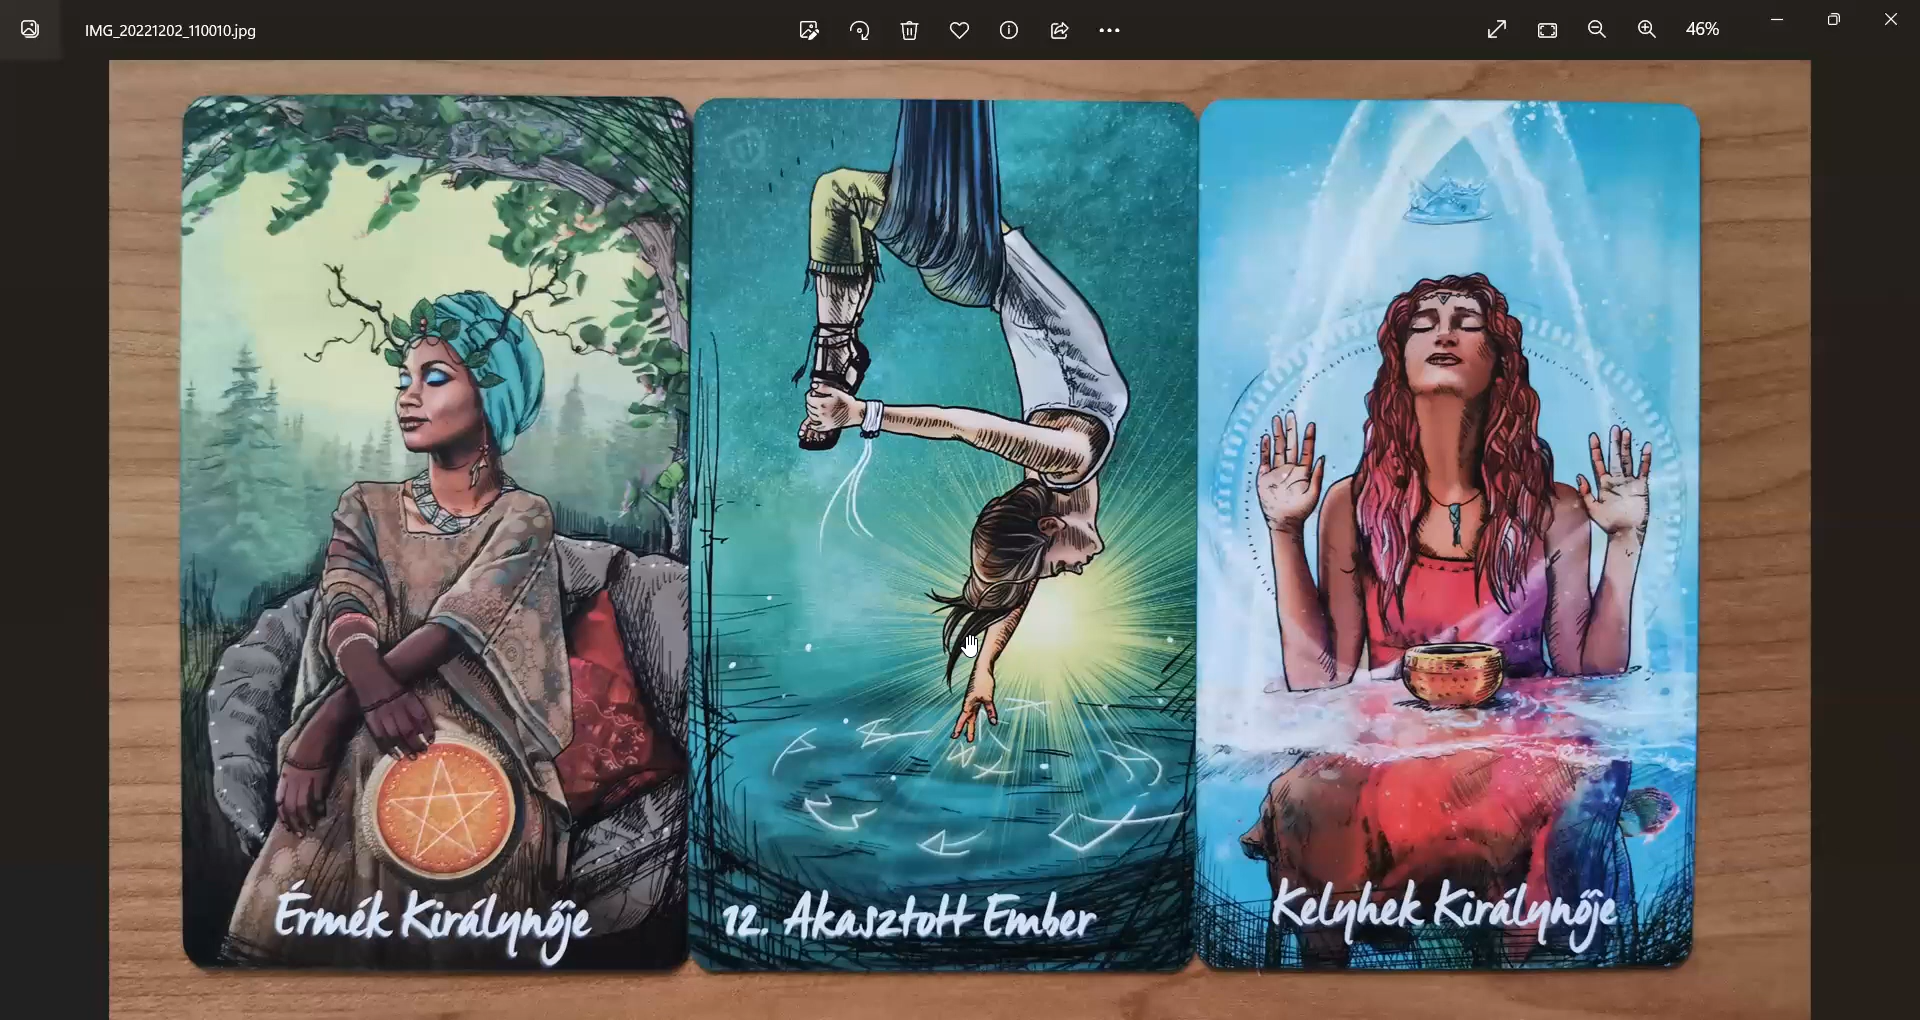 IMG_20221202_110010.jpg
46%
Érmék Királynője
12. Akasztott Ember
Kelyhek Királynője